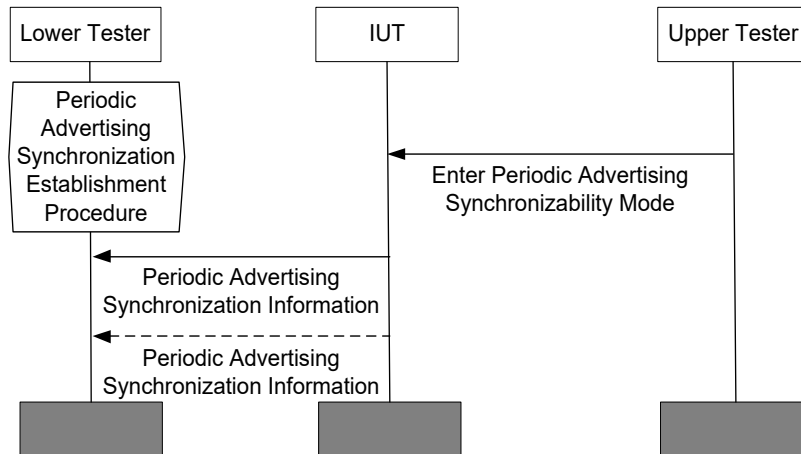 Lower Tester
IUT
Upper Tester
Periodic
Advertising
Synchronization
Establishment
Procedure
Enter Periodic Advertising
Synchronizability Mode
Periodic Advertising
Synchronization Information
Periodic Advertising
Synchronization Information